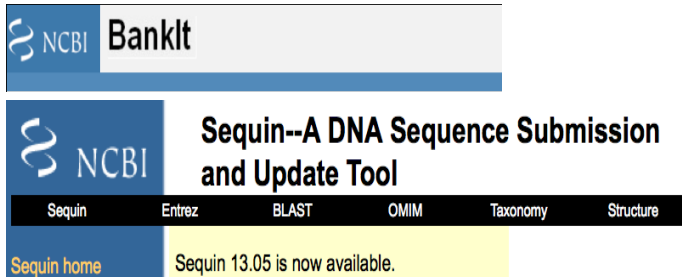 NCBI BankIt
NCBI
Sequin--A DNA Sequence Submission
and Update Tool
Sequin Entrez BLAST OMIM Taxonomy Structure
Sequin home
Sequin 13.05 is now available.